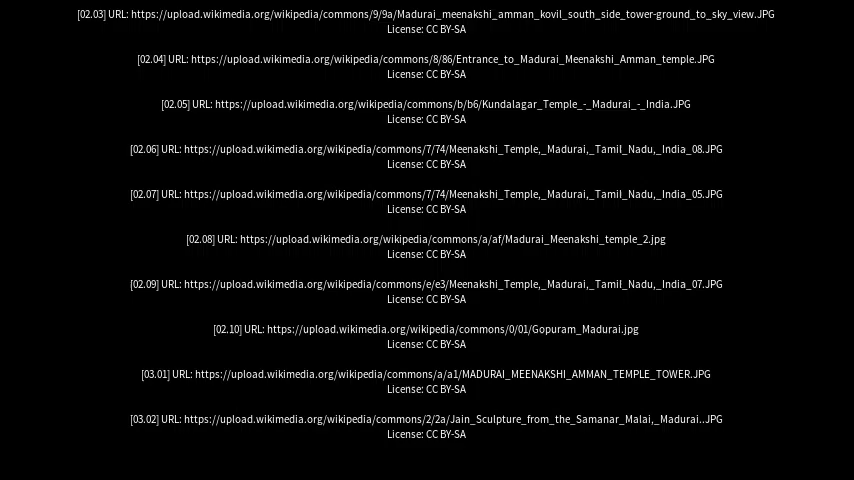 [02.03] URL: https://upload.wikimedia.org/wikipedia/commons/9/9a/Madurai_meenakshi_amman_kovil_south_side_tower-ground_to_sky_view.JPG
License: CC BY-SA
[02.04] URL: https://upload.wikimedia.org/wikipedia/commons/8/86/Entrance_to_Madurai_Meenakshi_Amman_temple.JPG
License: CC BY-SA
[02.05] URL: https://upload.wikimedia.org/wikipedia/commons/b/b6/Kundalagar_Temple_-_Madurai_-_India.JPG
License: CC BY-SA
[02.06] URL: https://upload.wikimedia.org/wikipedia/commons/7/74/Meenakshi_Temple,_Madurai,_Tamil_Nadu,_India_08.JPG
License: CC BY-SA
[02.07] URL: https://upload.wikimedia.org/wikipedia/commons/7/74/Meenakshi_Temple,_Madurai,_Tamil_Nadu,_India_05.JPG
License: CC BY-SA
[02.08] URL: https://upload.wikimedia.org/wikipedia/commons/a/af/Madurai_Meenakshi_temple_2.jpg
License: CC BY-SA
[02.09] URL: https://upload.wikimedia.org/wikipedia/commons/e/e3/Meenakshi_Temple,_Madurai,_Tamil_Nadu,_India_07.JPG
License: CC BY-SA
[02.10] URL: https://upload.wikimedia.org/wikipedia/commons/0/01/Gopuram_Madurai.jpg
License: CC BY-SA
[03.01] URL: https://upload.wikimedia.org/wikipedia/commons/a/a1/MADURAI_MEENAKSHI_AMMAN_TEMPLE_TOWER.JPG
License: CC BY-SA
[03.02] URL: https://upload.wikimedia.org/wikipedia/commons/2/2a/Jain_Sculpture_from_the_Samanar_Malai,_Madurai..JPG
License: CC BY-SA